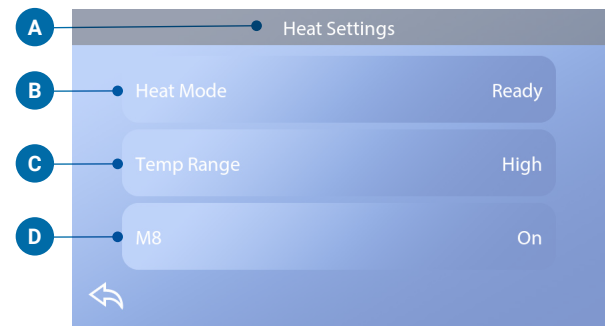 A
Heat Settings
B
Heat Mode Ready
C
Temp Range High
D
M8 On